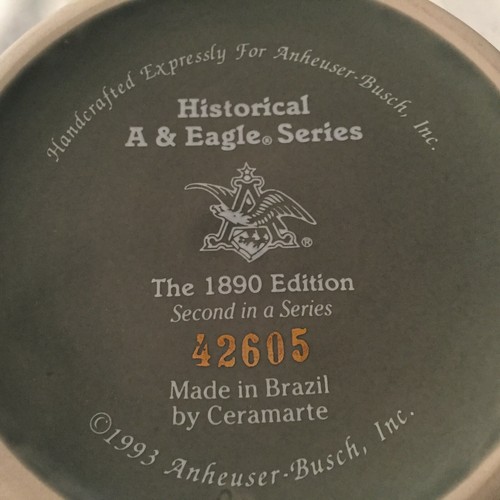 Handcrafted Expressly For Anheuser-Busch, Inc.
Historical
A & Eagle® Series
A
®
The 1890 Edition
Second in a Series
42605
Made in Brazil
by Ceramarte
©1993 Anheuser-Busch, Inc.